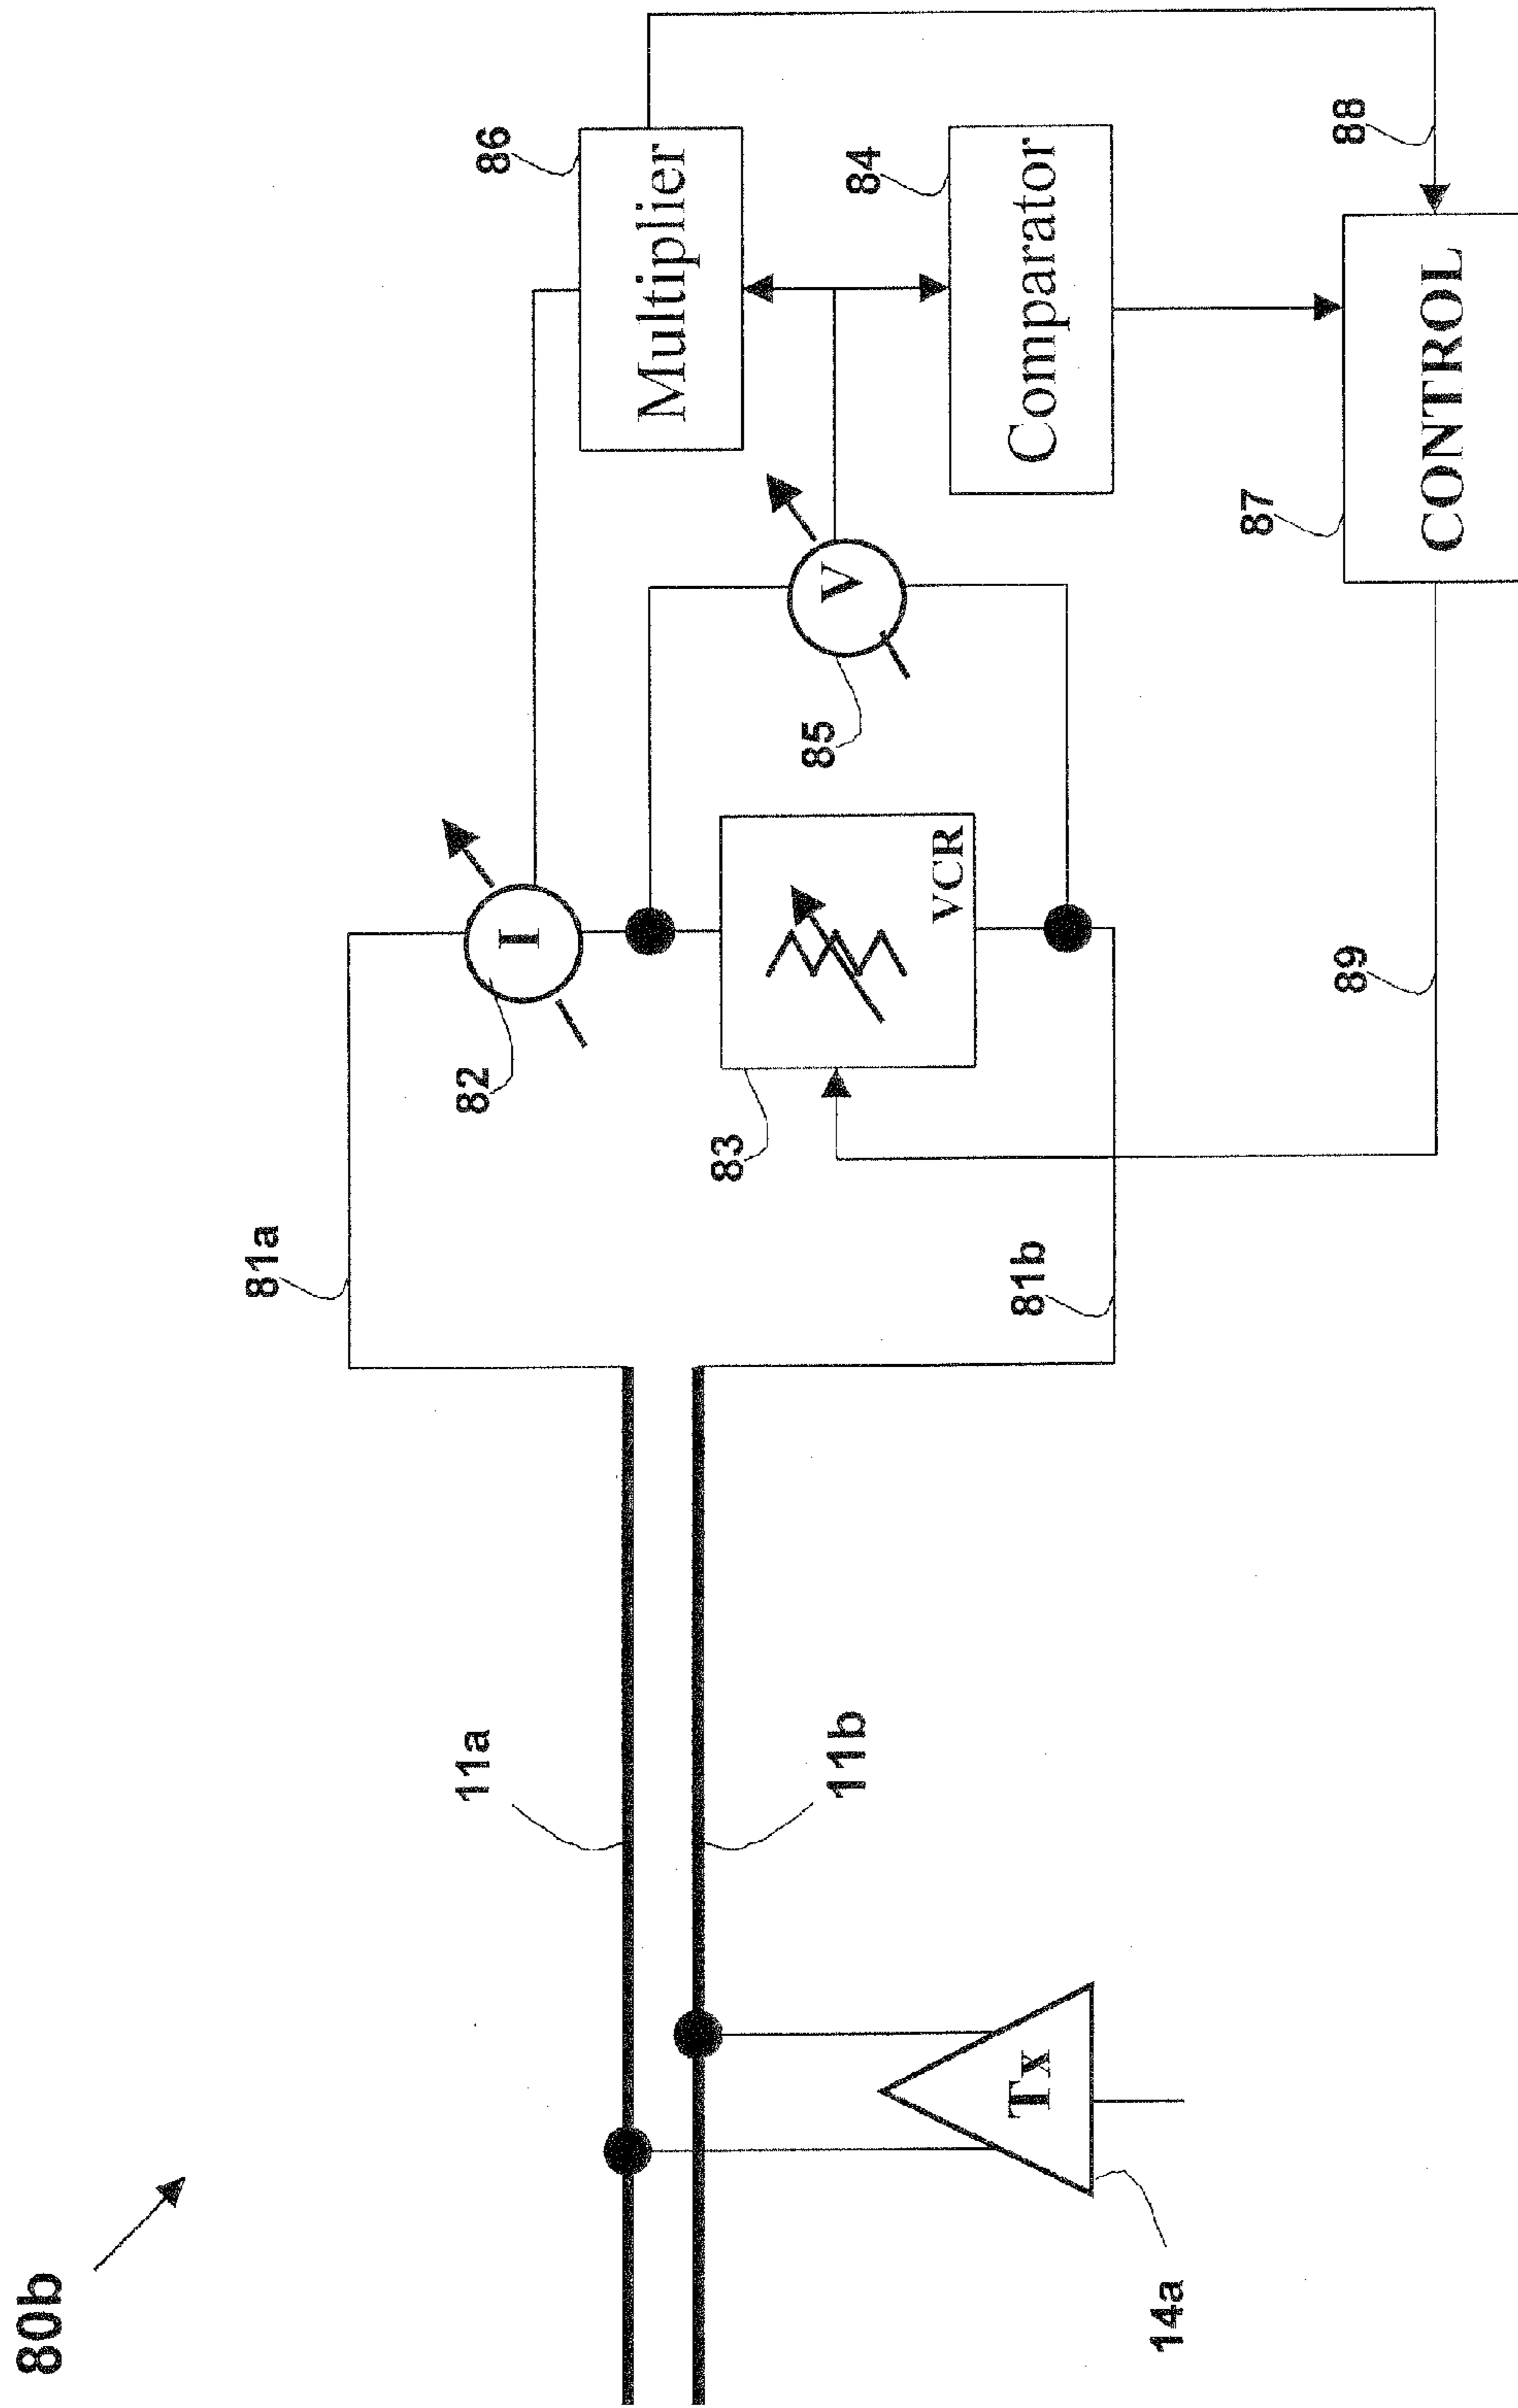 80b
81a
82
I
86
Multiplier
84
Comparator
85
V
83
VCR
87
CONTROL
88
89
81b
11a
11b
Tx
14a